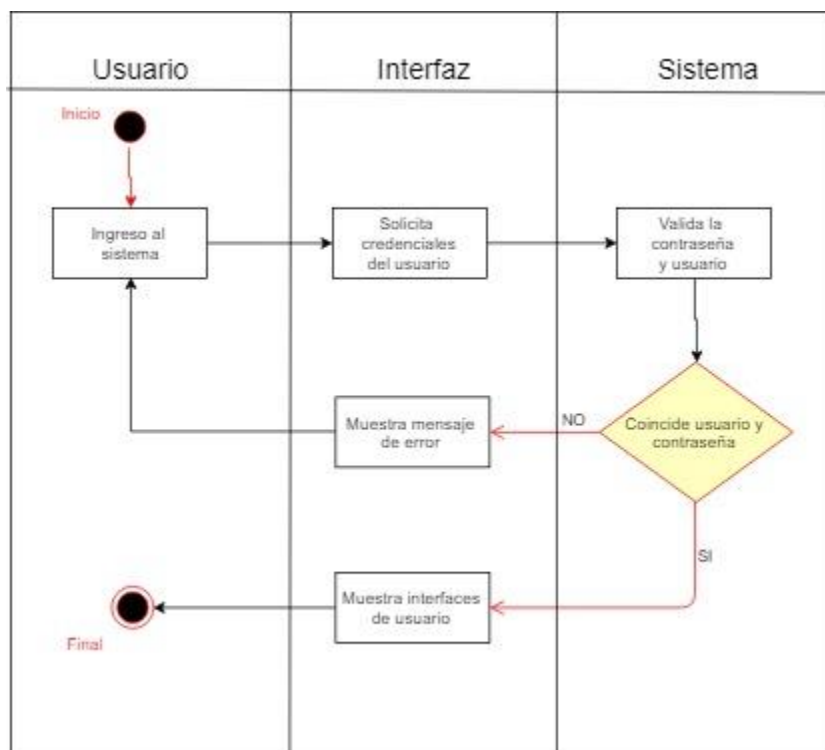 Usuario
Interfaz
Sistema
Inicio
Ingreso al
sistema
Solicita
credenciales
del usuario
Valida la
contraseña
y usuario
Muestra mensaje
de error
NO
Coincide usuario y
contraseña
SI
Muestra interfaces
de usuario
Final